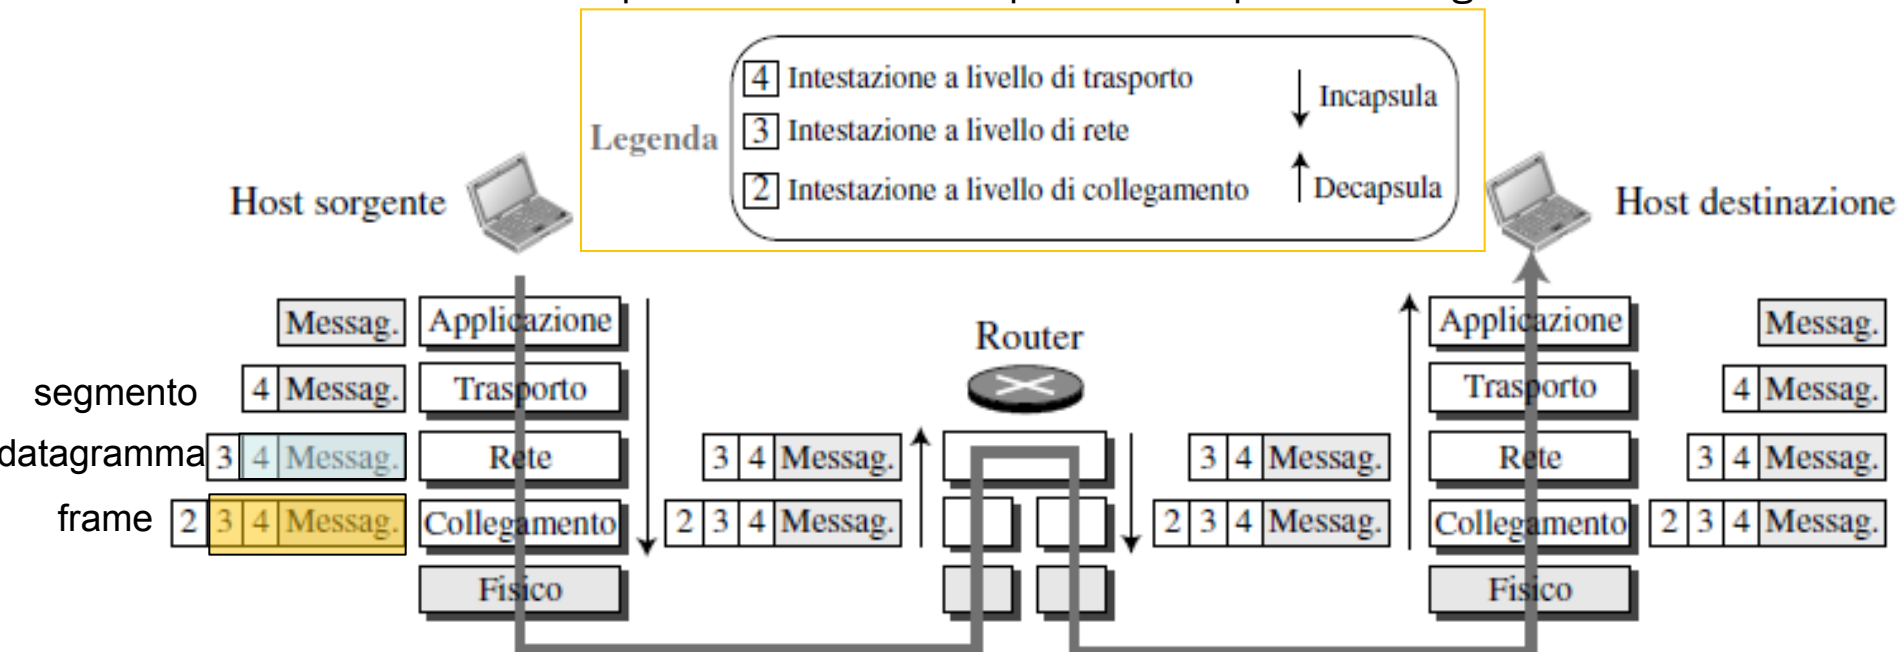 4 Intestazione a livello di trasporto
Incapsula
Legenda
3 Intestazione a livello di rete
2 Intestazione a livello di collegamento
Decapsula
Host sorgente
Host destinazione
Messag.
Applicazione
Router
Applicazione
Messag.
segmento
4 Messag.
Trasporto
Trasporto
4 Messag.
datagramma
3 4 Messag.
Rete
3 4 Messag.
3 4 Messag.
Rete
3 4 Messag.
frame
2 3 4 Messag.
Collegamento
2 3 4 Messag.
2 3 4 Messag.
Collegamento
2 3 4 Messag.
Fisico
Fisico